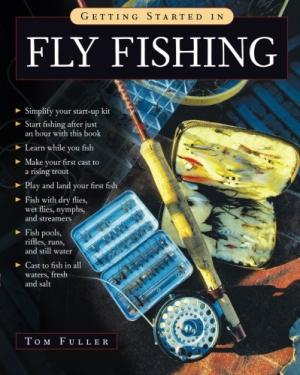 GETTING STARTED IN
FLY FISHING
Simplify your start-up kit
Start fishing after just
an hour with this book
Learn while you fish
Make your first cast to
a rising trout
Play and land your first fish
Fish with dry flies,
wet flies, nymphs,
and streamers
Fish pools,
riffles, runs,
and still water
Cast to fish in all
waters, fresh
and salt
TOM FULLER